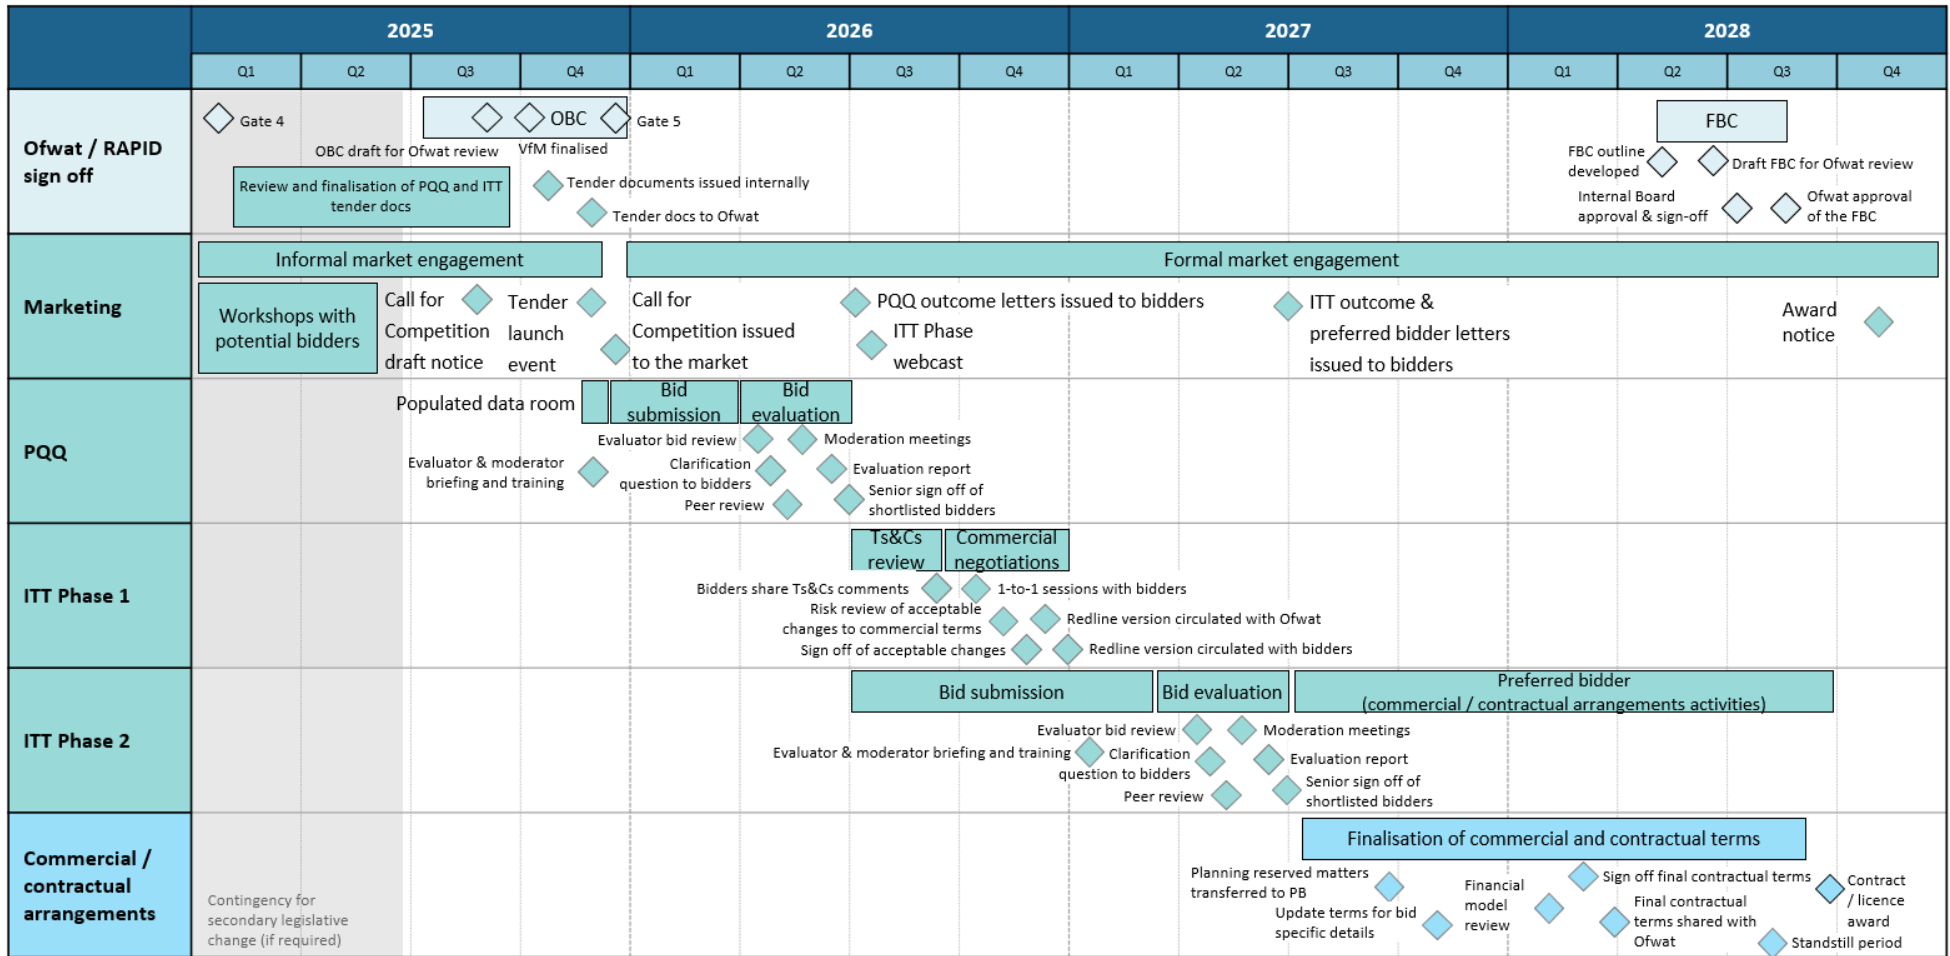 2025
2026
2027
2028
Q1
Q2
Q3
Q4
Q1
Q2
Q3
Q4
Q1
Q2
Q3
Q4
Q1
Q2
Q3
Q4
Ofwat / RAPID
sign off
Gate 4
OBC
Gate 5
OBC draft for Ofwat review
VfM finalised
Review and finalisation of PQQ and ITT
tender docs
Tender documents issued internally
Tender docs to Ofwat
FBC
FBC outline
developed
Draft FBC for Ofwat review
Internal Board
approval & sign-off
Ofwat approval
of the FBC
Marketing
Informal market engagement
Formal market engagement
Workshops with
potential bidders
Call for
Competition
draft notice
Tender
launch
event
Call for
Competition issued
to the market
PQQ outcome letters issued to bidders
ITT Phase
webcast
ITT outcome &
preferred bidder letters
issued to bidders
Award
notice
PQQ
Populated data room
Bid
submission
Bid
evaluation
Evaluator bid review
Moderation meetings
Evaluator & moderator
briefing and training
Clarification
question to bidders
Evaluation report
Peer review
Senior sign off of
shortlisted bidders
ITT Phase 1
Ts&Cs
review
Commercial
negotiations
Bidders share Ts&Cs comments
1-to-1 sessions with bidders
Risk review of acceptable
changes to commercial terms
Redline version circulated with Ofwat
Sign off of acceptable changes
Redline version circulated with bidders
ITT Phase 2
Bid submission
Bid evaluation
Preferred bidder
(commercial / contractual arrangements activities)
Evaluator bid review
Moderation meetings
Evaluator & moderator briefing and training
Clarification
question to bidders
Evaluation report
Peer review
Senior sign off of
shortlisted bidders
Commercial /
contractual
arrangements
Contingency for
secondary legislative
change (if required)
Finalisation of commercial and contractual terms
Planning reserved matters
transferred to PB
Update terms for bid
specific details
Financial
model
review
Sign off final contractual terms
Final contractual
terms shared with
Ofwat
Contract
/ licence
award
Standstill period